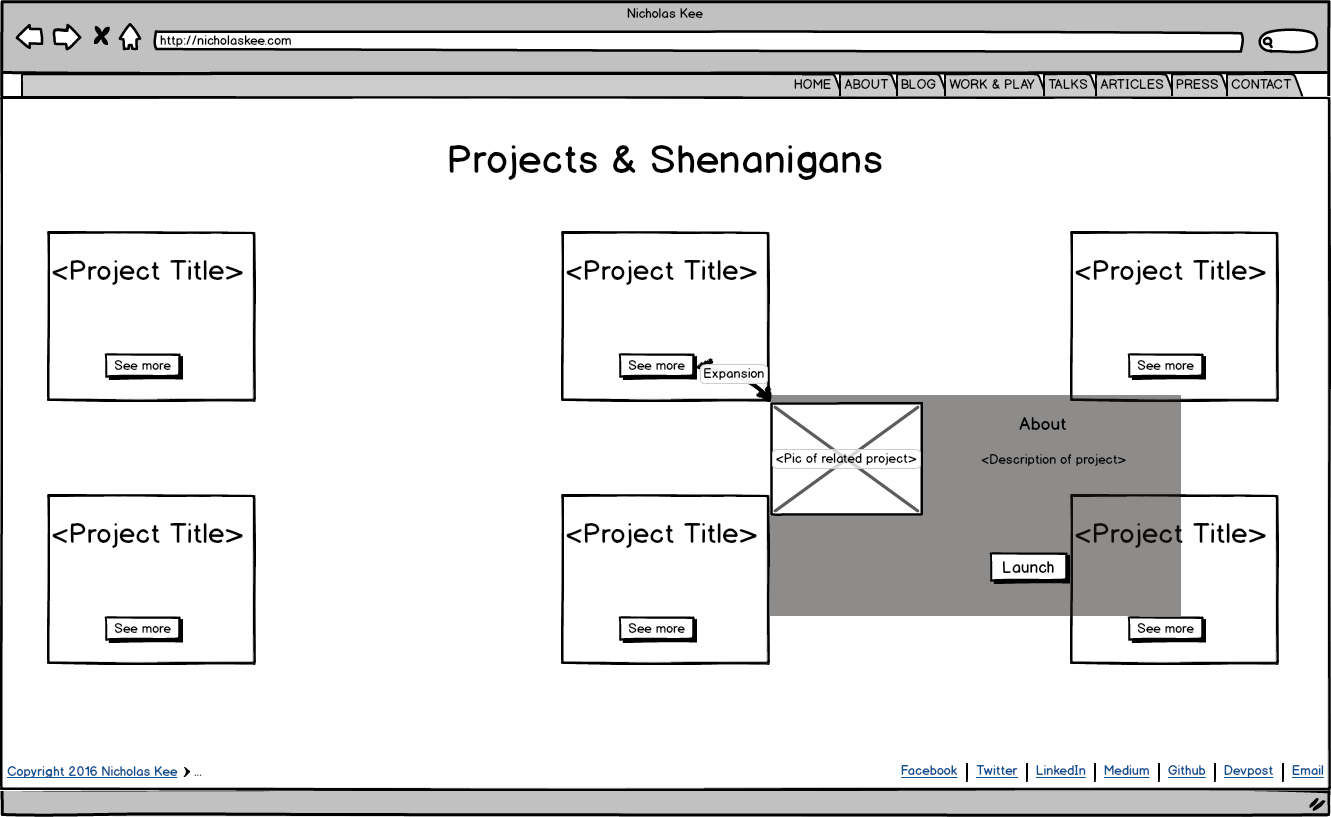 Nicholas Kee
http://nicholaskee.com
HOME ABOUT BLOG WORK & PLAY TALKS ARTICLES PRESS CONTACT
Projects & Shenanigans
<Project Title> <Project Title> <Project Title>
See more See more See more
Expansion
About
<Pic of related project> <Description of project>
<Project Title> <Project Title> <Project Title>
Launch
See more See more See more
Copyright 2016 Nicholas Kee ... Facebook Twitter LinkedIn Medium Github Devpost Email